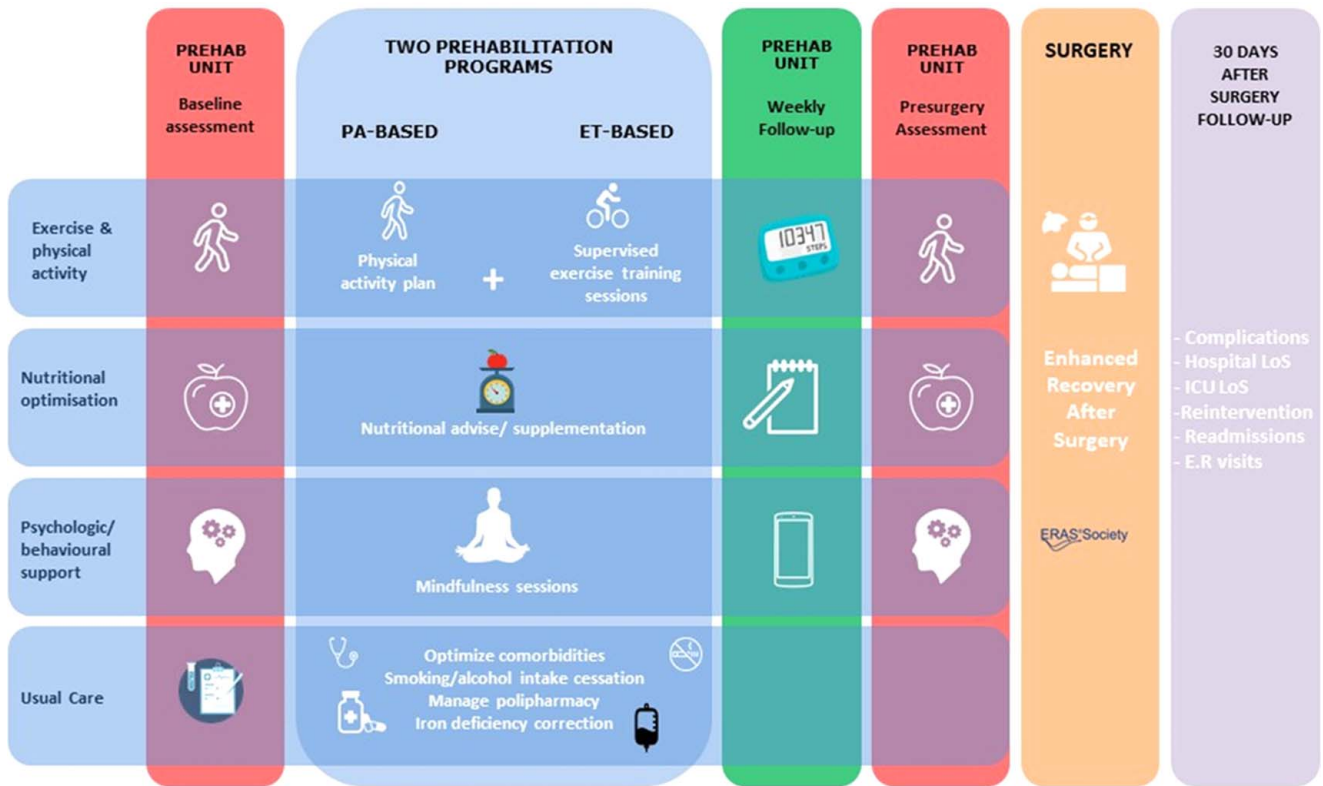 PREHAB
UNIT
Baseline
assessment
TWO PREHABILITATION
PROGRAMS
PA-BASED
ET-BASED
PREHAB
UNIT
Weekly
Follow-up
PREHAB
UNIT
Presurgery
Assessment
SURGERY
30 DAYS
AFTER
SURGERY
FOLLOW-UP
Exercise &
physical
activity
Physical
activity plan
+
Supervised
exercise training
sessions
10347
STEPS
Nutritional
optimisation
Nutritional advise/ supplementation
Enhanced
Recovery
After
Surgery
- Complications
- Hospital LoS
- ICU LoS
-Reintervention
- Readmissions
- E.R visits
Psychologic/
behavioural
support
Mindfulness sessions
ERAS®Society
Usual Care
Optimize comorbidities
Smoking/alcohol intake cessation
Manage polipharmacy
Iron deficiency correction